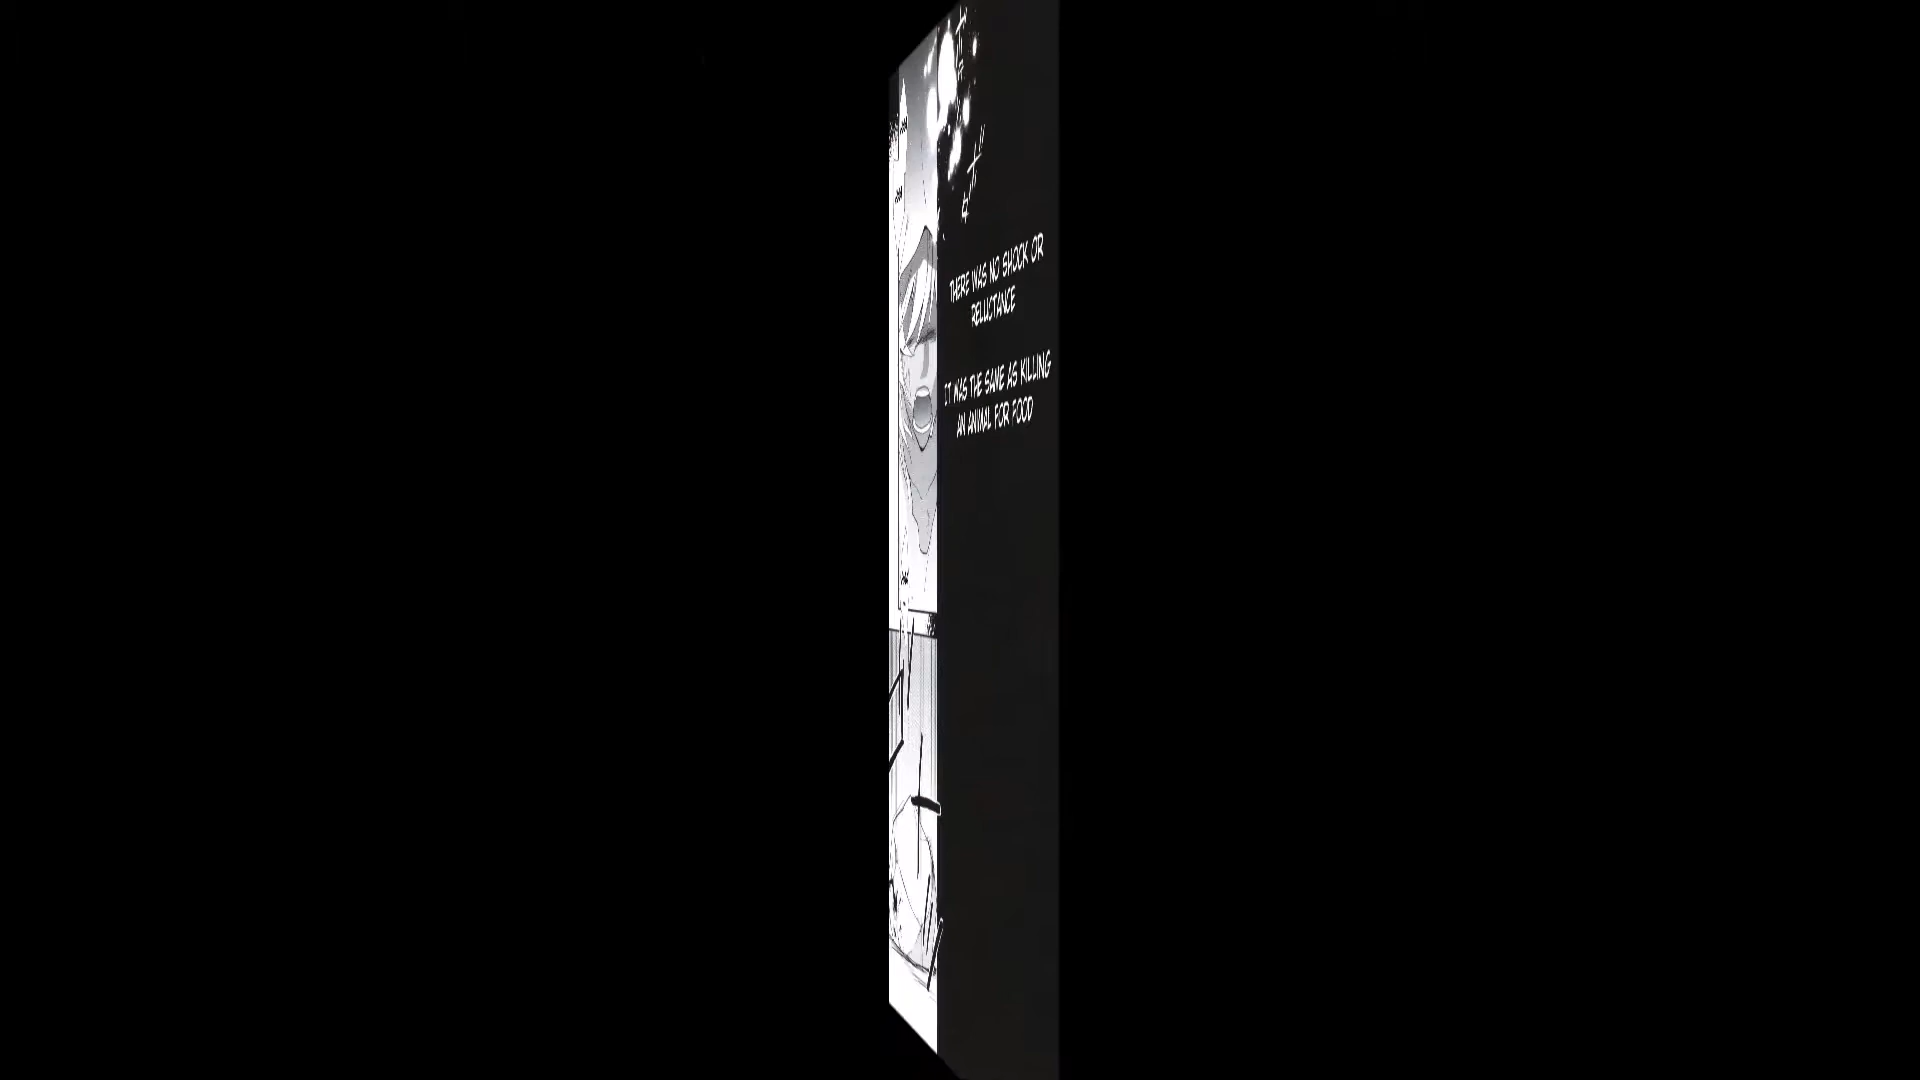 THERE WAS NO SHOCK OR
RELUCTANCE
IT WAS THE SAME AS KILLING
AN ANIMAL FOR FOOD